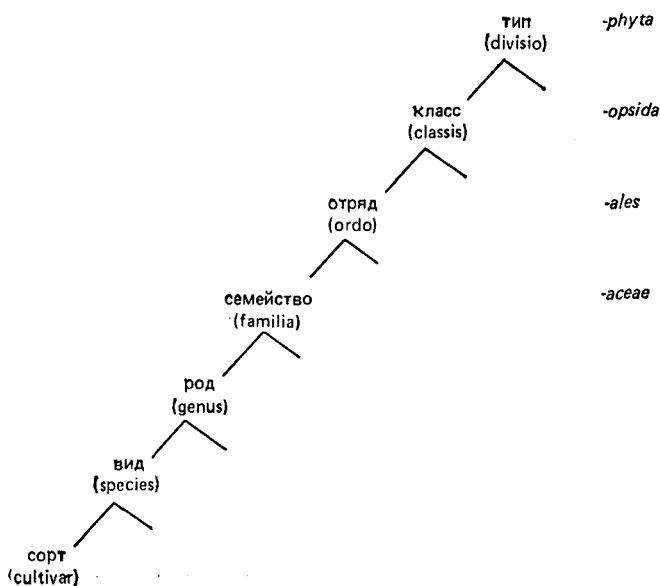 тип -phyta
(divisio)
класс -opsida
(classis)
отряд -ales
(ordo)
семейство -aceae
(familia)
род
(genus)
вид
(species)
сорт
(cultivar)